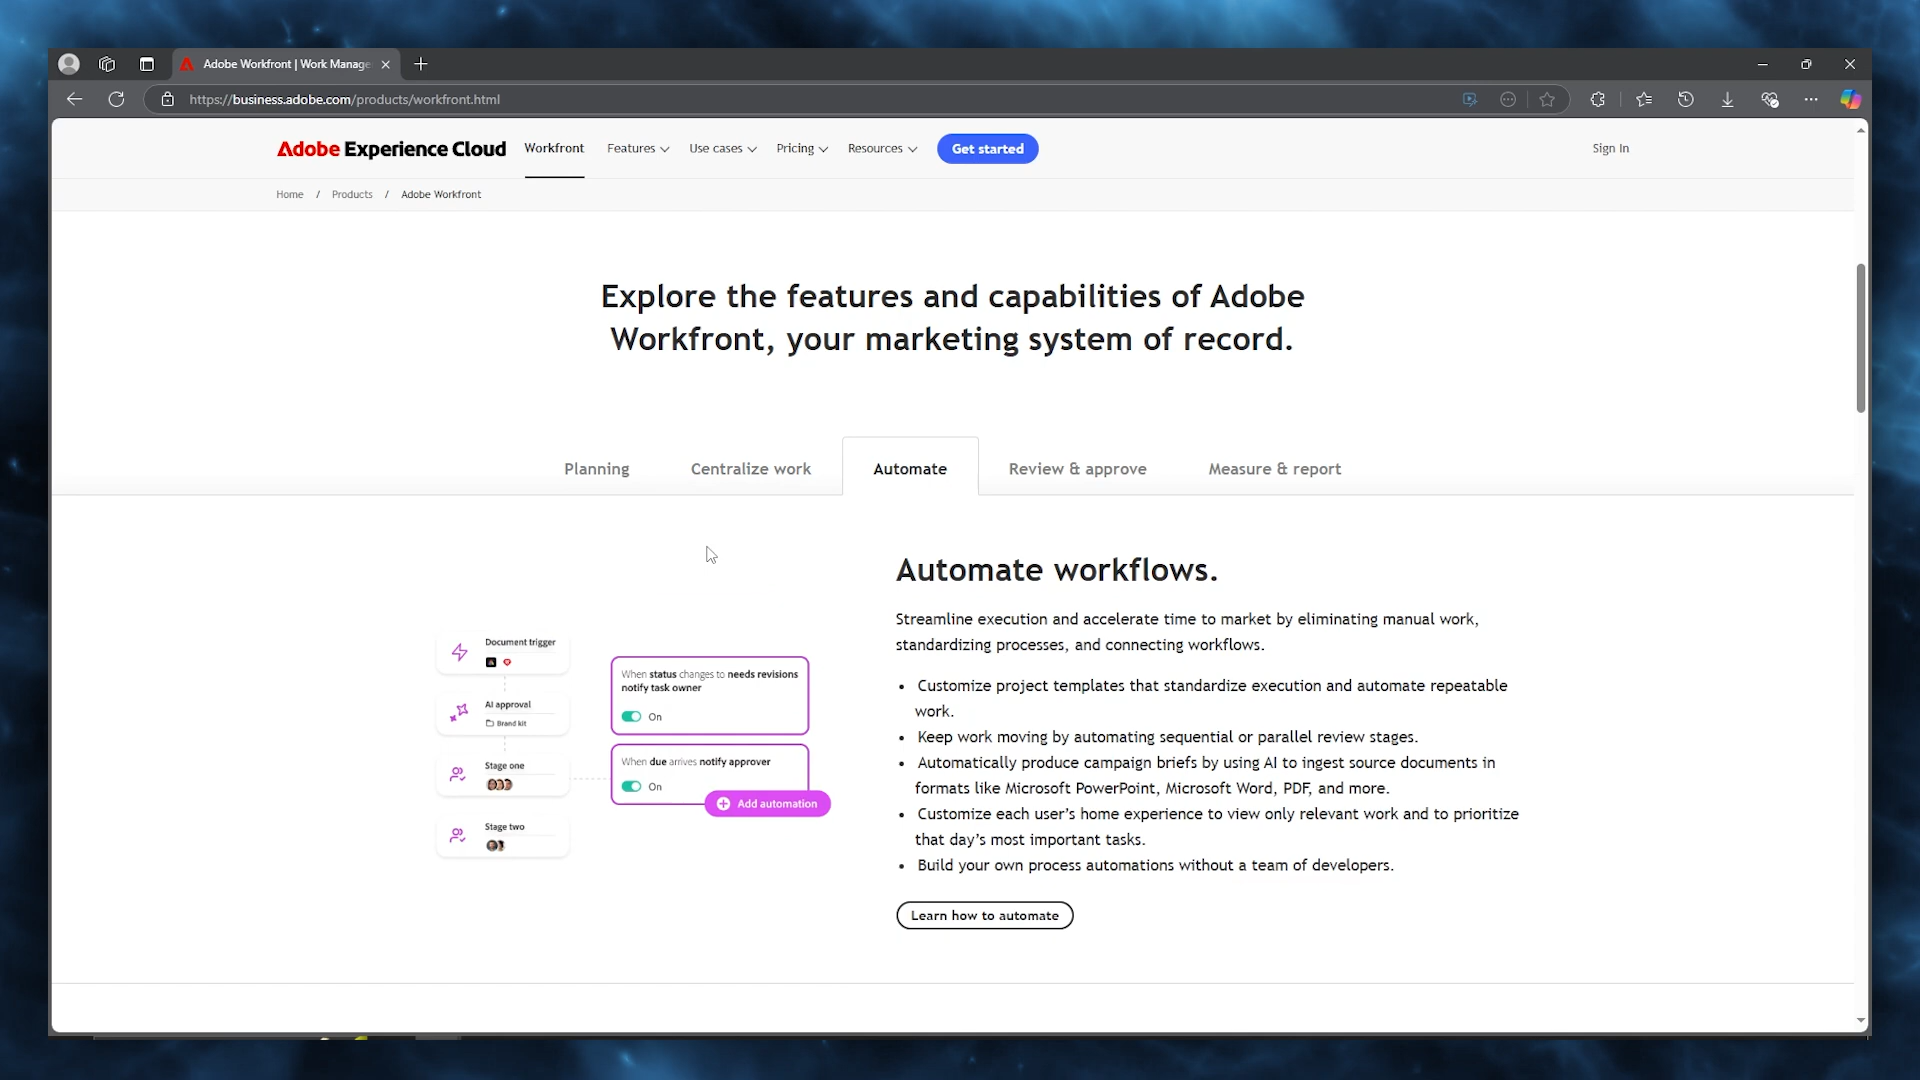 Adobe Workfront | Work Manage
https://business.adobe.com/products/workfront.html
Adobe Experience Cloud
Workfront
Features
Use cases
Pricing
Resources
Get started
Sign In
Home / Products / Adobe Workfront
Explore the features and capabilities of Adobe
Workfront, your marketing system of record.
Planning
Centralize work
Automate
Review & approve
Measure & report
Document trigger
AI approval
Brand kit
Stage one
Stage two
When status changes to needs revisions
notify task owner
On
When due arrives notify approver
On
Add automation
Automate workflows.
Streamline execution and accelerate time to market by eliminating manual work,
standardizing processes, and connecting workflows.
• Customize project templates that standardize execution and automate repeatable
work.
• Keep work moving by automating sequential or parallel review stages.
• Automatically produce campaign briefs by using AI to ingest source documents in
formats like Microsoft PowerPoint, Microsoft Word, PDF, and more.
• Customize each user's home experience to view only relevant work and to prioritize
that day's most important tasks.
• Build your own process automations without a team of developers.
Learn how to automate